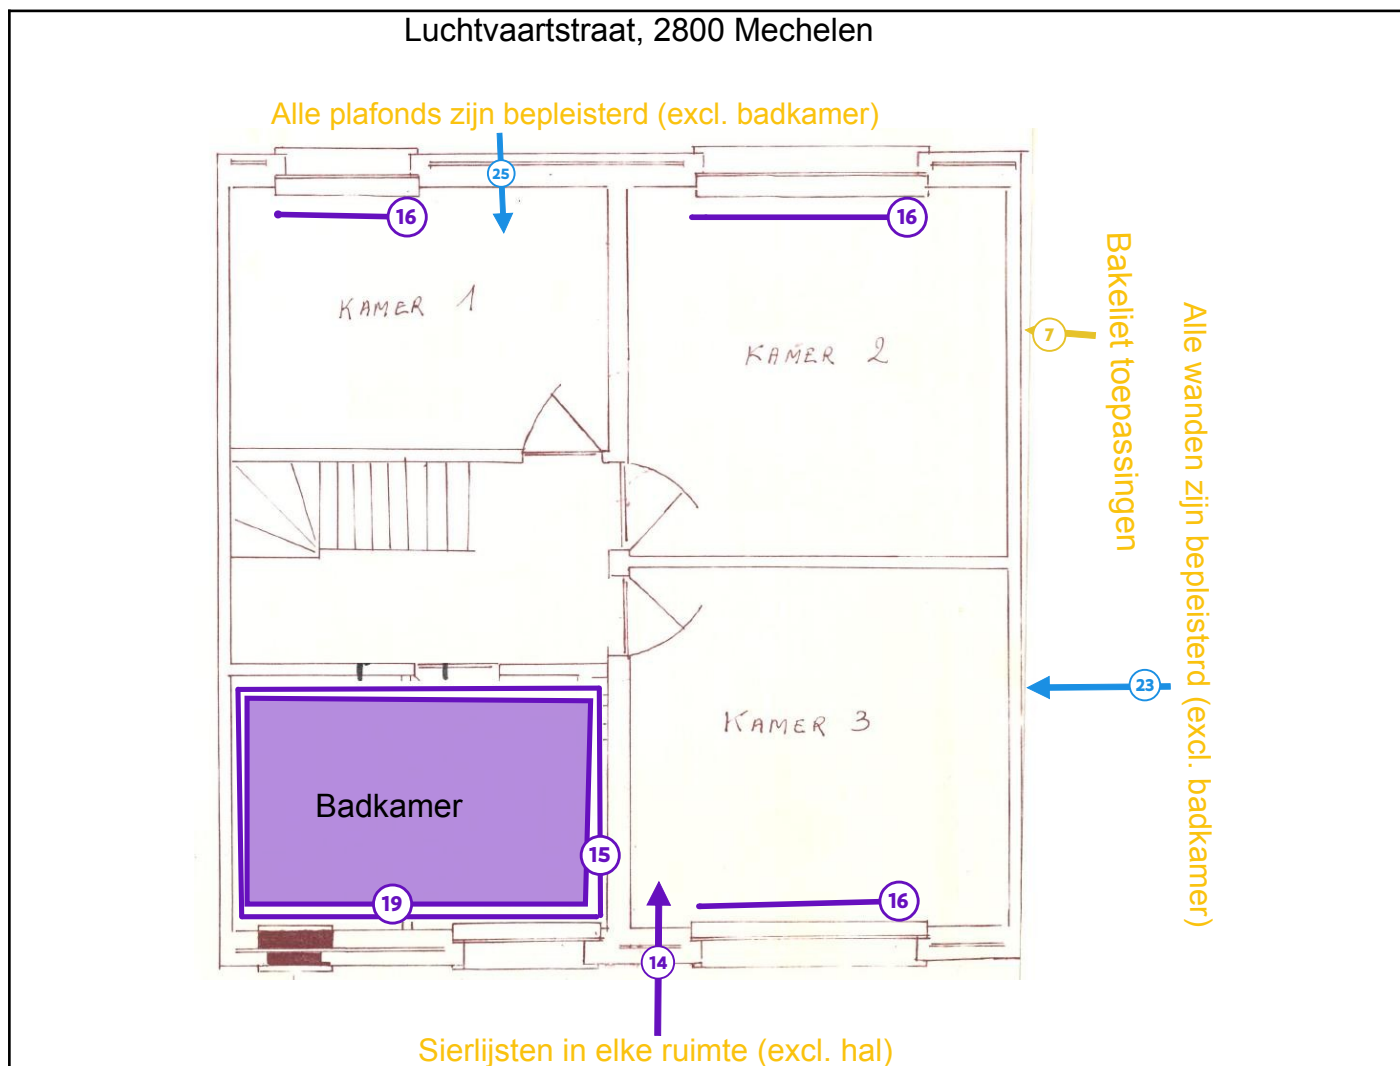 Luchtvaartstraat, 2800 Mechelen
Alle plafonds zijn bepleisterd (excl. badkamer)
25
16
16
KAMER 1
KAMER 2
7
Bakeliet toepassingen
Alle wanden zijn bepleisterd (excl. badkamer)
23
KAMER 3
Badkamer
15
19
16
14
Sierlijsten in elke ruimte (excl. hal)